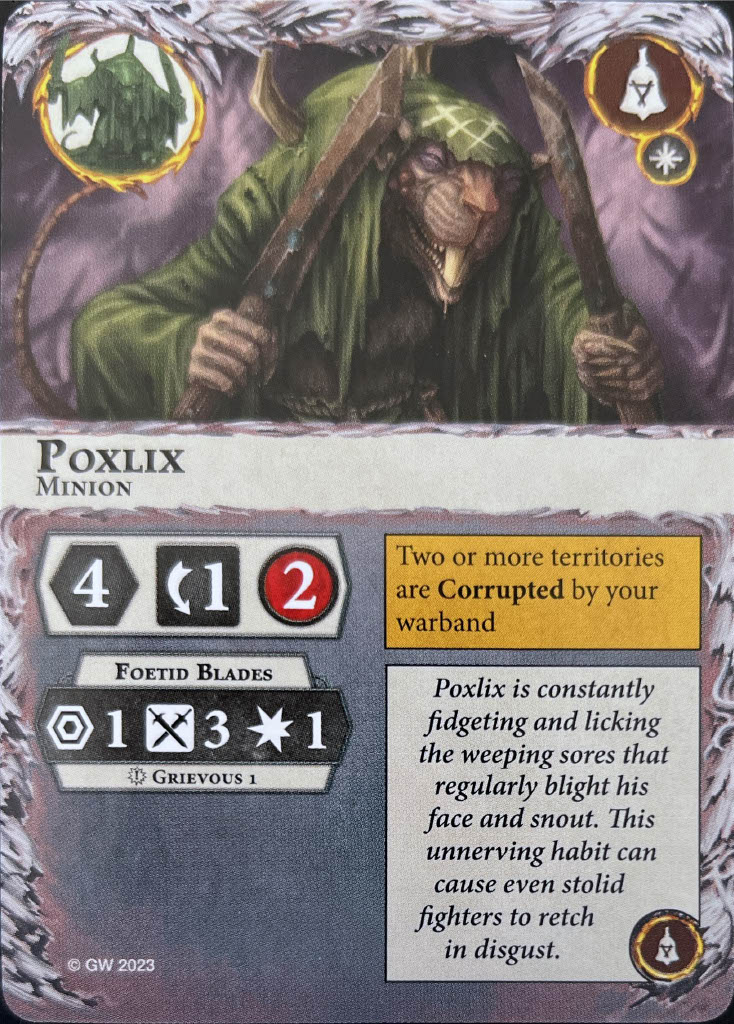 Poxlix
Minion
4 1 2
Foetid Blades
1 3 1
Grievous 1
Two or more territories
are Corrupted by your
warband
Poxlix is constantly
fidgeting and licking
the weeping sores that
regularly blight his
face and snout. This
unnerving habit can
cause even stolid
fighters to retch
in disgust.
© GW 2023